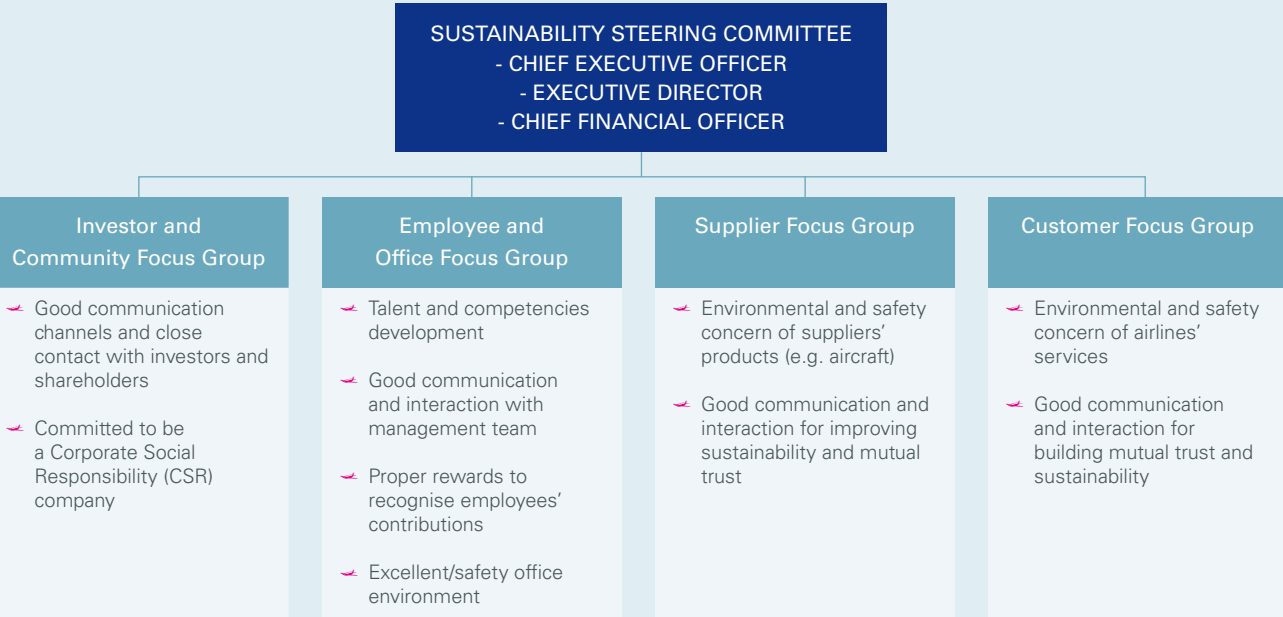 SUSTAINABILITY STEERING COMMITTEE
- CHIEF EXECUTIVE OFFICER
- EXECUTIVE DIRECTOR
- CHIEF FINANCIAL OFFICER
Investor and
Community Focus Group
Good communication
channels and close
contact with investors and
shareholders
Committed to be
a Corporate Social
Responsibility (CSR)
company
Employee and
Office Focus Group
Talent and competencies
development
Good communication
and interaction with
management team
Proper rewards to
recognise employees’
contributions
Excellent/safety office
environment
Supplier Focus Group
Environmental and safety
concern of suppliers’
products (e.g. aircraft)
Good communication and
interaction for improving
sustainability and mutual
trust
Customer Focus Group
Environmental and safety
concern of airlines’
services
Good communication
and interaction for
building mutual trust and
sustainability